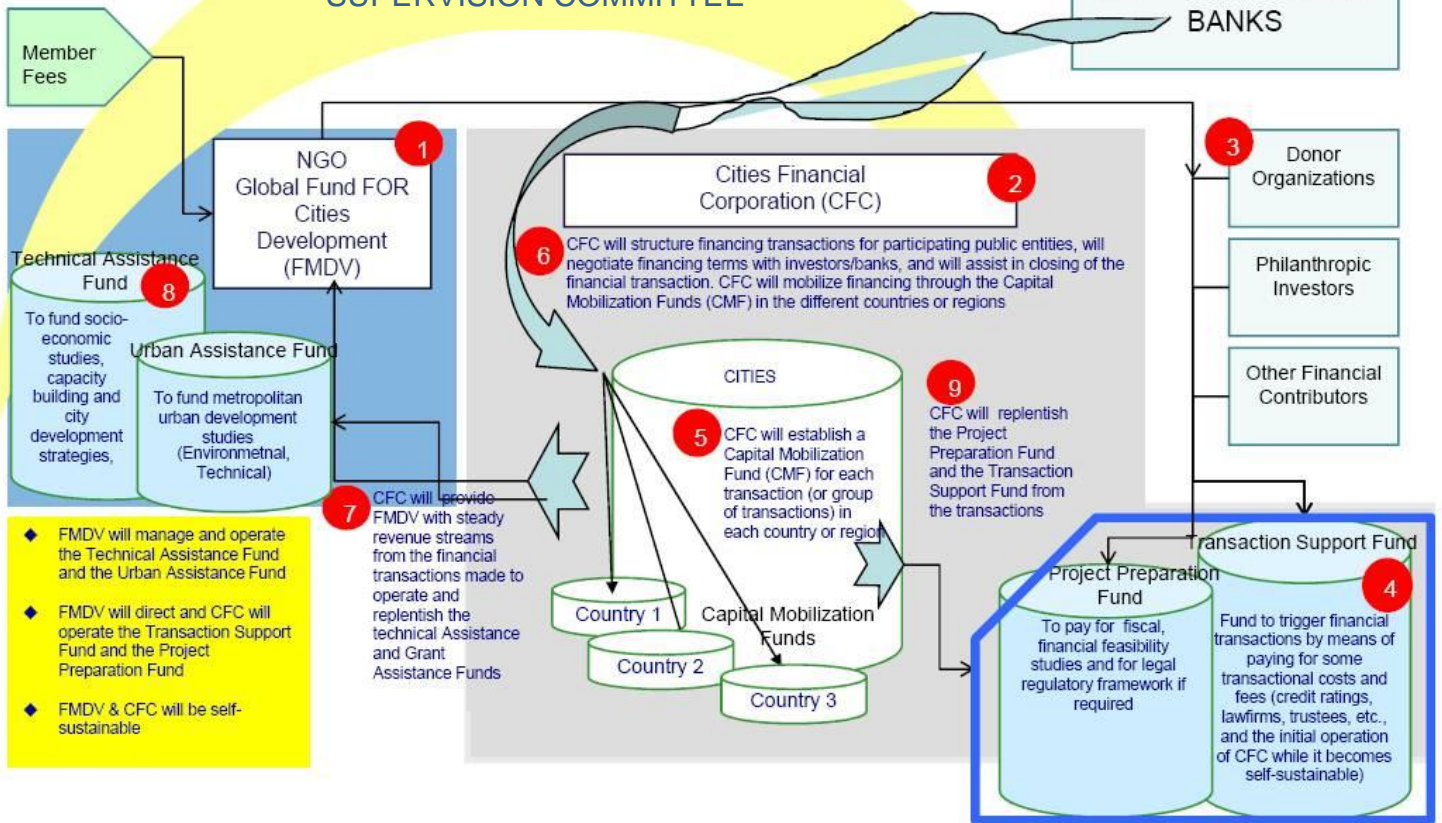 SUPERVISION COMMITTEE
BANKS
Member
Fees
1
NGO
Global Fund FOR
Cities
Development
(FMDV)
Cities Financial
Corporation (CFC)
2
3
Donor
Organizations
Philanthropic
Investors
Other Financial
Contributors
6
CFC will structure financing transactions for participating public entities, will
negotiate financing terms with investors/banks, and will assist in closing of the
financial transaction. CFC will mobilize financing through the Capital
Mobilization Funds (CMF) in the different countries or regions
Technical Assistance
Fund
8
To fund socio-
economic
studies,
capacity
building and
city
development
strategies,
Urban Assistance Fund
To fund metropolitan
urban development
studies
(Environmetnal,
Technical)
CITIES
5
CFC will establish a
Capital Mobilization
Fund (CMF) for each
transaction (or group
of transactions) in
each country or region
9
CFC will replentish
the Project
Preparation Fund
and the Transaction
Support Fund from
the transactions
7
CFC will provide
FMDV with steady
revenue streams
from the financial
transactions made to
operate and
replentish the
technical Assistance
and Grant
Assistance Funds
Country 1
Country 2
Country 3
Capital Mobilization
Funds
◆ FMDV will manage and operate
the Technical Assistance Fund
and the Urban Assistance Fund
◆ FMDV will direct and CFC will
operate the Transaction Support
Fund and the Project
Preparation Fund
◆ FMDV & CFC will be self-
sustainable
Project Preparation
Fund
To pay for fiscal,
financial feasibility
studies and for legal
regulatory framework if
required
Transaction Support Fund
4
Fund to trigger financial
transactions by means of
paying for some
transactional costs and
fees (credit ratings,
lawfirms, trustees, etc.,
and the initial operation
of CFC while it becomes
self-sustainable)